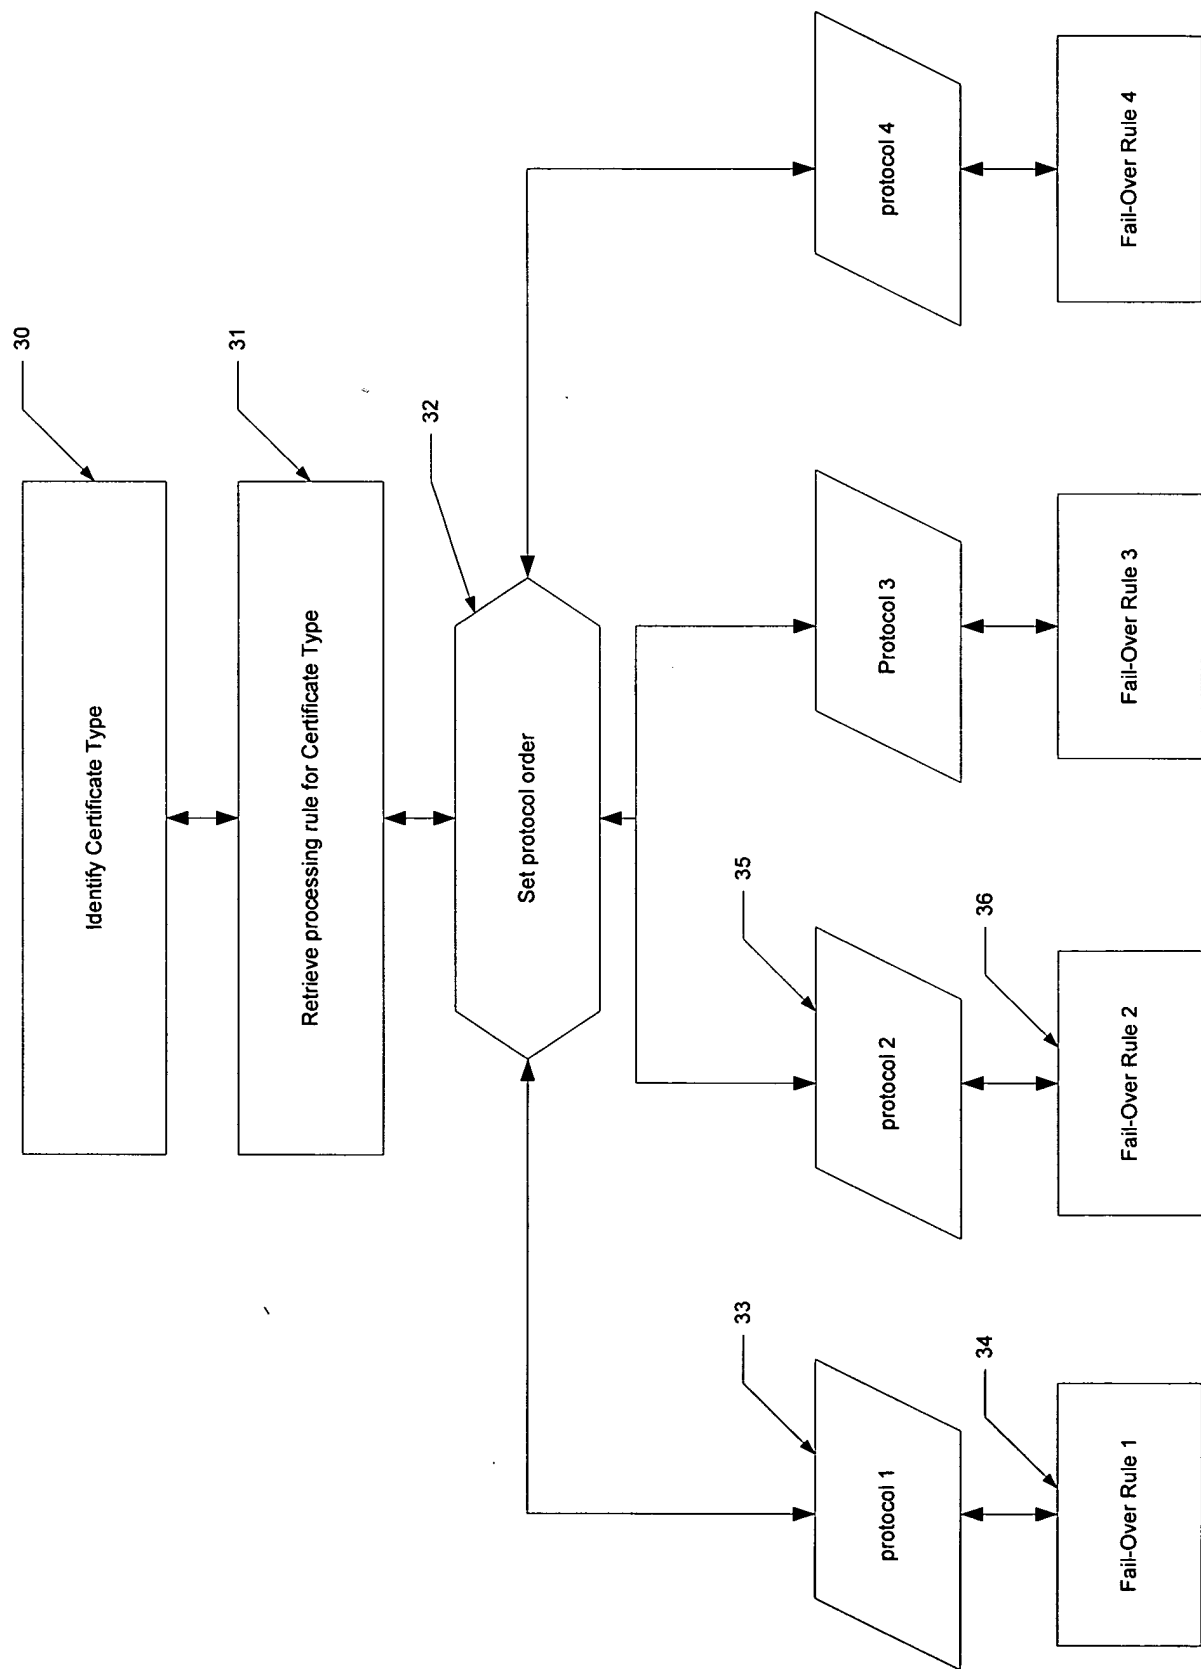 30
Identify Certificate Type
31
Retrieve processing rule for Certificate Type
32
Set protocol order
33
35
protocol 1
protocol 2
Protocol 3
protocol 4
34
36
Fail-Over Rule 1
Fail-Over Rule 2
Fail-Over Rule 3
Fail-Over Rule 4